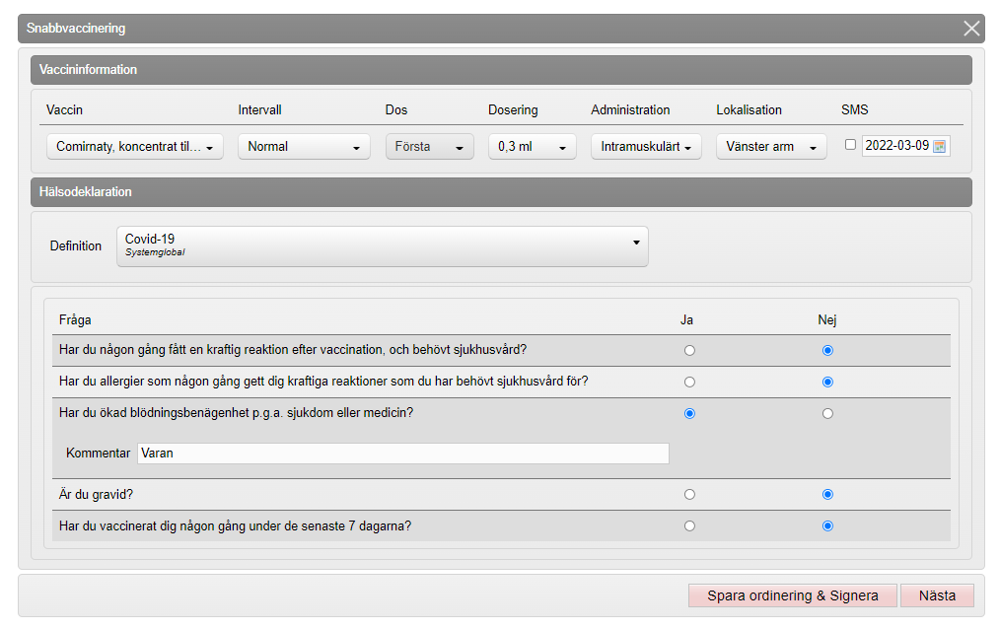 Snabbvaccinering
Vaccininformation
Vaccin Intervall Dos Dosering Administration Lokalisation SMS
Comirnaty, koncentrat til... Normal Första 0,3 ml Intramuskulärt Vänster arm 2022-03-09
Hälsodeklaration
Definition Covid-19
Systemglobal
Fråga Ja Nej
Har du någon gång fått en kraftig reaktion efter vaccination, och behövt sjukhusvård?
Har du allergier som någon gång gett dig kraftiga reaktioner som du har behövt sjukhusvård för?
Har du ökad blödningsbenägenhet p.g.a. sjukdom eller medicin?
Kommentar Varan
Är du gravid?
Har du vaccinerat dig någon gång under de senaste 7 dagarna?
Spara ordinering & Signera Nästa